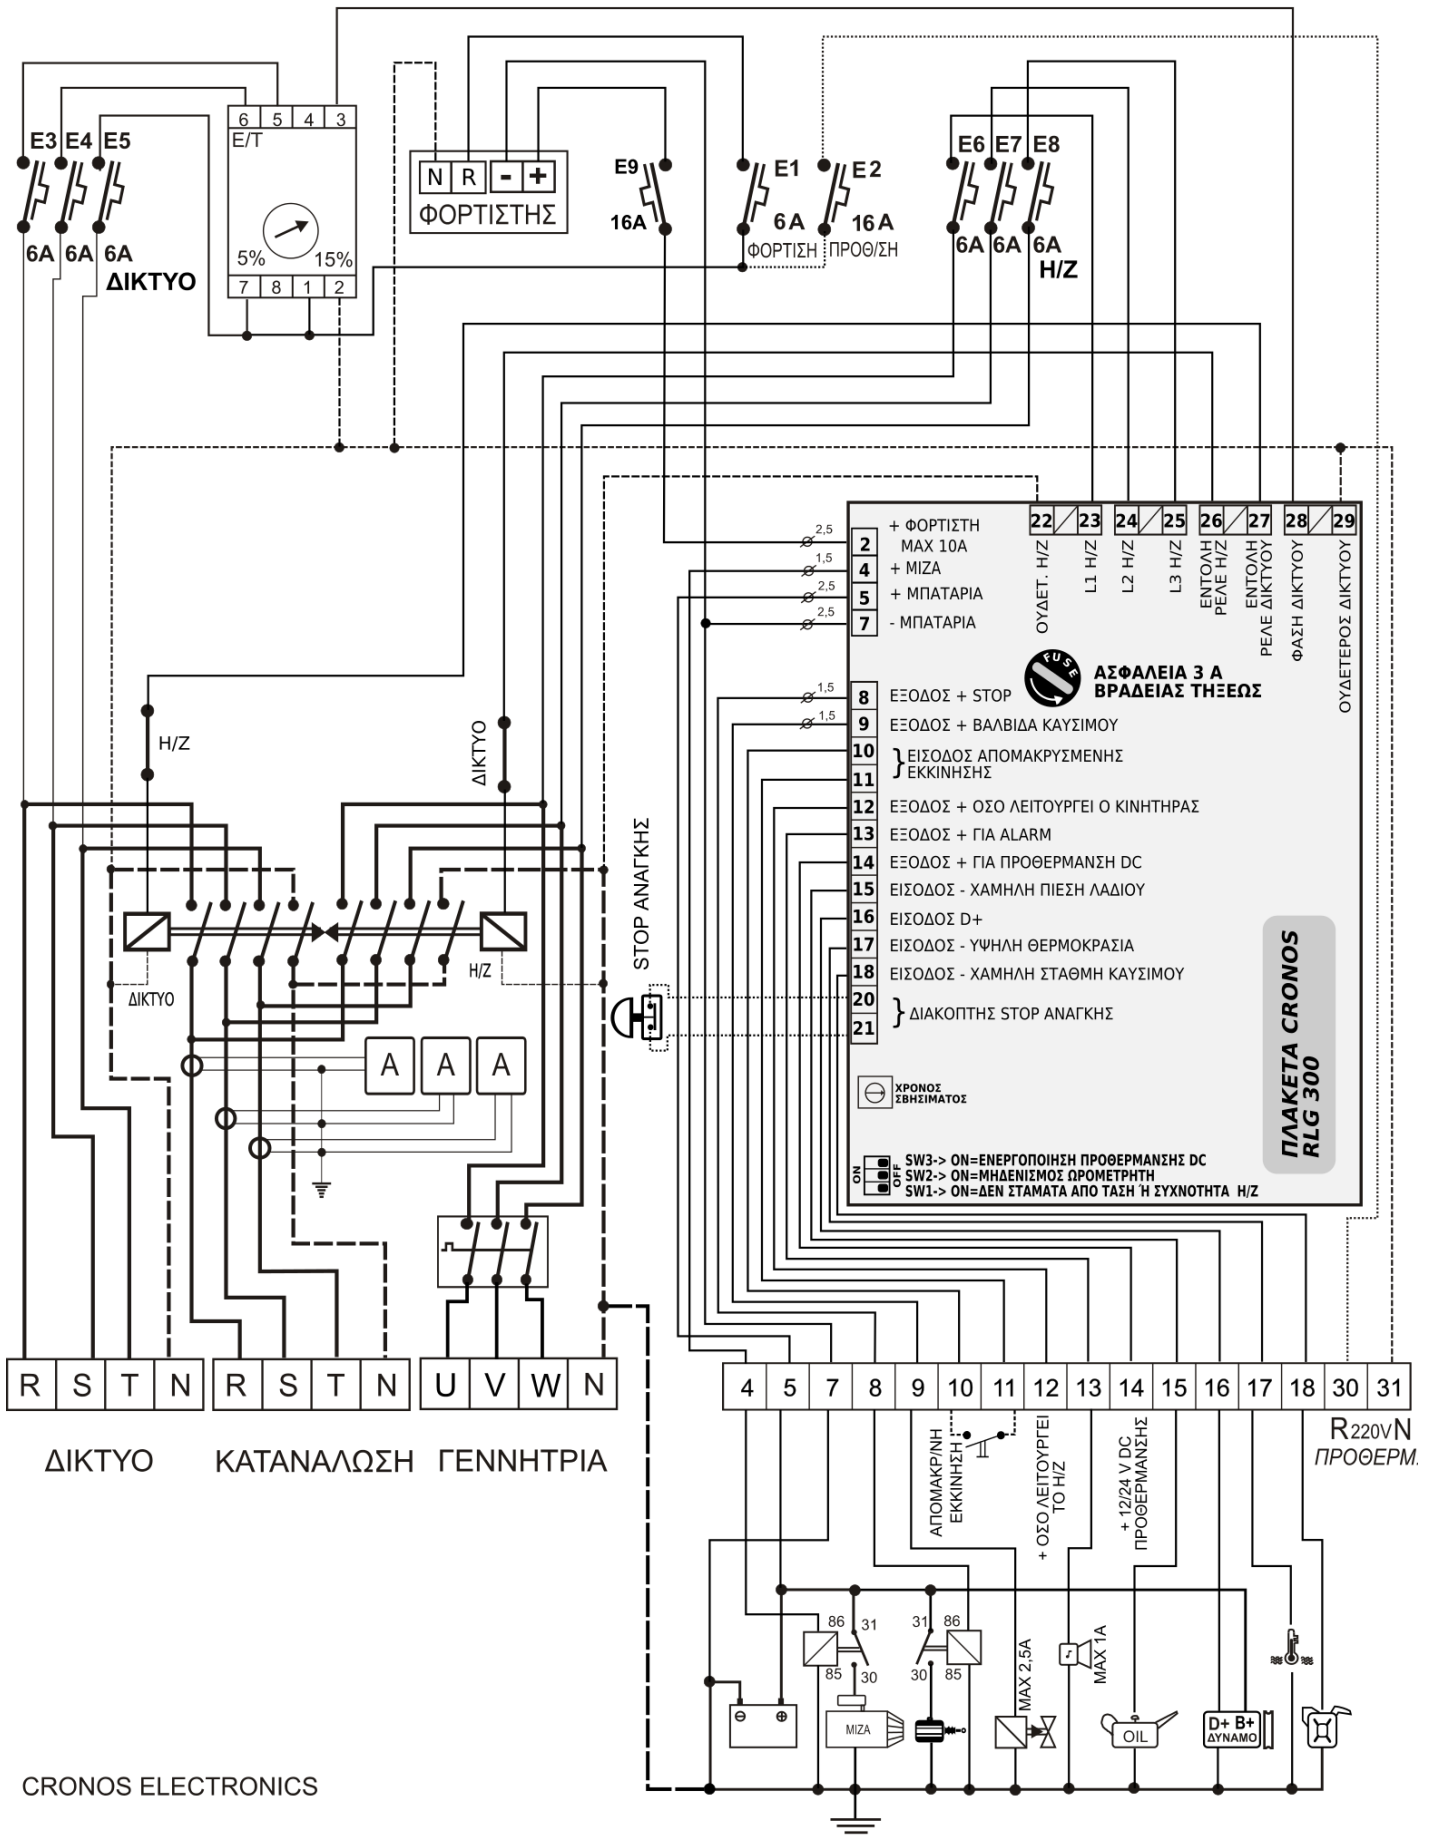 6 5 4 3
E/T
E3 E4 E5
5% 15%
6A 6A 6A
ΔΙΚΤΥΟ
7 8 1 2
N R - +
ΦΟΡΤΙΣΤΗΣ
E9
16A
E1
6A
ΦΟΡΤΙΣΗ
E2
16A
ΠΡΟΘ/ΣΗ
E6 E7 E8
6A 6A 6A
Η/Ζ
22 23 24 25 26 27 28 29
ΟΥΔΕΤ. Η/Ζ
L1 Η/Ζ
L2 Η/Ζ
L3 Η/Ζ
ΕΝΤΟΛΗ
ΡΕΛΕ Η/Ζ
ΕΝΤΟΛΗ
ΡΕΛΕ ΔΙΚΤΥΟΥ
ΦΑΣΗ ΔΙΚΤΥΟΥ
ΟΥΔΕΤΕΡΟΣ ΔΙΚΤΥΟΥ
2,5
2 + ΦΟΡΤΙΣΤΗ
MAX 10A
1,5
4 + ΜΙΖΑ
2,5
5 + ΜΠΑΤΑΡΙΑ
2,5
7 - ΜΠΑΤΑΡΙΑ
FUSE
ΑΣΦΑΛΕΙΑ 3 Α
ΒΡΑΔΕΙΑΣ ΤΗΞΕΩΣ
1,5
8 ΕΞΟΔΟΣ + STOP
1,5
9 ΕΞΟΔΟΣ + ΒΑΛΒΙΔΑ ΚΑΥΣΙΜΟΥ
10 }ΕΙΣΟΔΟΣ ΑΠΟΜΑΚΡΥΣΜΕΝΗΣ
11 ΕΚΚΙΝΗΣΗΣ
12 ΕΞΟΔΟΣ + ΟΣΟ ΛΕΙΤΟΥΡΓΕΙ Ο ΚΙΝΗΤΗΡΑΣ
13 ΕΞΟΔΟΣ + ΓΙΑ ALARM
14 ΕΞΟΔΟΣ + ΓΙΑ ΠΡΟΘΕΡΜΑΝΣΗ DC
15 ΕΙΣΟΔΟΣ - ΧΑΜΗΛΗ ΠΙΕΣΗ ΛΑΔΙΟΥ
16 ΕΙΣΟΔΟΣ D+
17 ΕΙΣΟΔΟΣ - ΥΨΗΛΗ ΘΕΡΜΟΚΡΑΣΙΑ
18 ΕΙΣΟΔΟΣ - ΧΑΜΗΛΗ ΣΤΑΘΜΗ ΚΑΥΣΙΜΟΥ
20
21 } ΔΙΑΚΟΠΤΗΣ STOP ΑΝΑΓΚΗΣ
ΧΡΟΝΟΣ
ΣΒΗΣΙΜΑΤΟΣ
ΠΛΑΚΕΤΑ CRONOS
RLG 300
ON
OFF
SW3-> ON=ΕΝΕΡΓΟΠΟΙΗΣΗ ΠΡΟΘΕΡΜΑΝΣΗΣ DC
SW2-> ON=ΜΗΔΕΝΙΣΜΟΣ ΩΡΟΜΕΤΡΗΤΗ
SW1-> ON=ΔΕΝ ΣΤΑΜΑΤΑ ΑΠΟ ΤΑΣΗ Ή ΣΥΧΝΟΤΗΤΑ Η/Ζ
Η/Ζ
ΔΙΚΤΥΟ
STOP ΑΝΑΓΚΗΣ
ΔΙΚΤΥΟ
Η/Ζ
A A A
R S T N
ΔΙΚΤΥΟ
R S T N
ΚΑΤΑΝΑΛΩΣΗ
U V W N
ΓΕΝΝΗΤΡΙΑ
4 5 7 8 9 10 11 12 13 14 15 16 17 18 30 31
R 220V N
ΠΡΟΘΕΡΜ.
ΑΠΟΜΑΚΡ/ΝΗ
ΕΚΚΙΝΗΣΗ
+ ΟΣΟ ΛΕΙΤΟΥΡΓΕΙ
ΤΟ Η/Ζ
+ 12/24 V DC
ΠΡΟΘΕΡΜΑΝΣΗΣ
86 31
85 30
31 86
30 85
MAX 2,5A
MAX 1A
⊖ ⊕
ΜΙΖΑ
OIL
D+ B+
ΔΥΝΑΜΟ
CRONOS ELECTRONICS